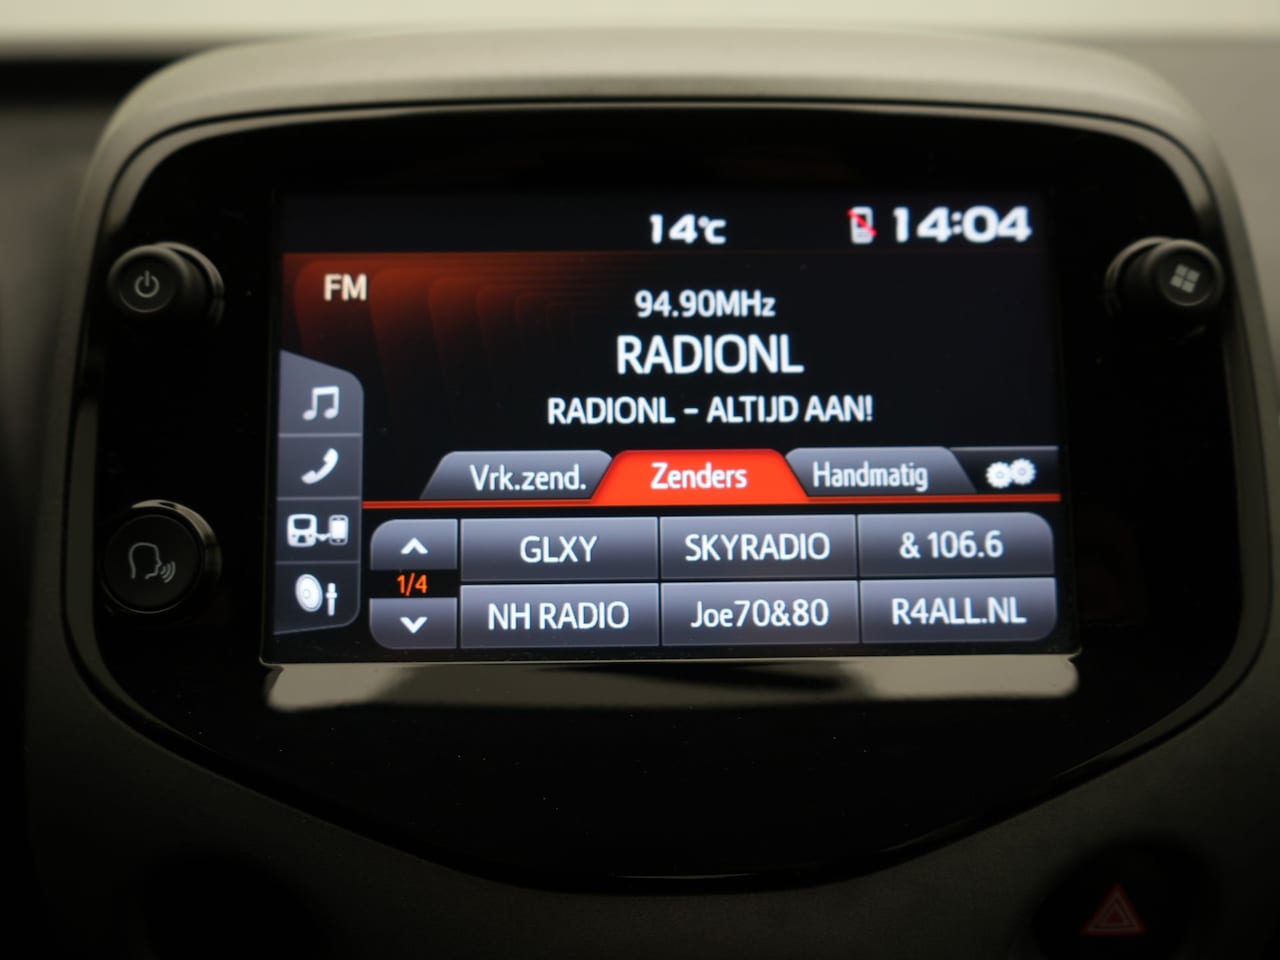 14°C 14:04
FM
94.90MHz
RADIONL
RADIONL - ALTIJD AAN!
Vrk.zend. Zenders Handmatig
GLXY SKYRADIO & 106.6
1/4
NH RADIO Joe70&80 R4ALL.NL